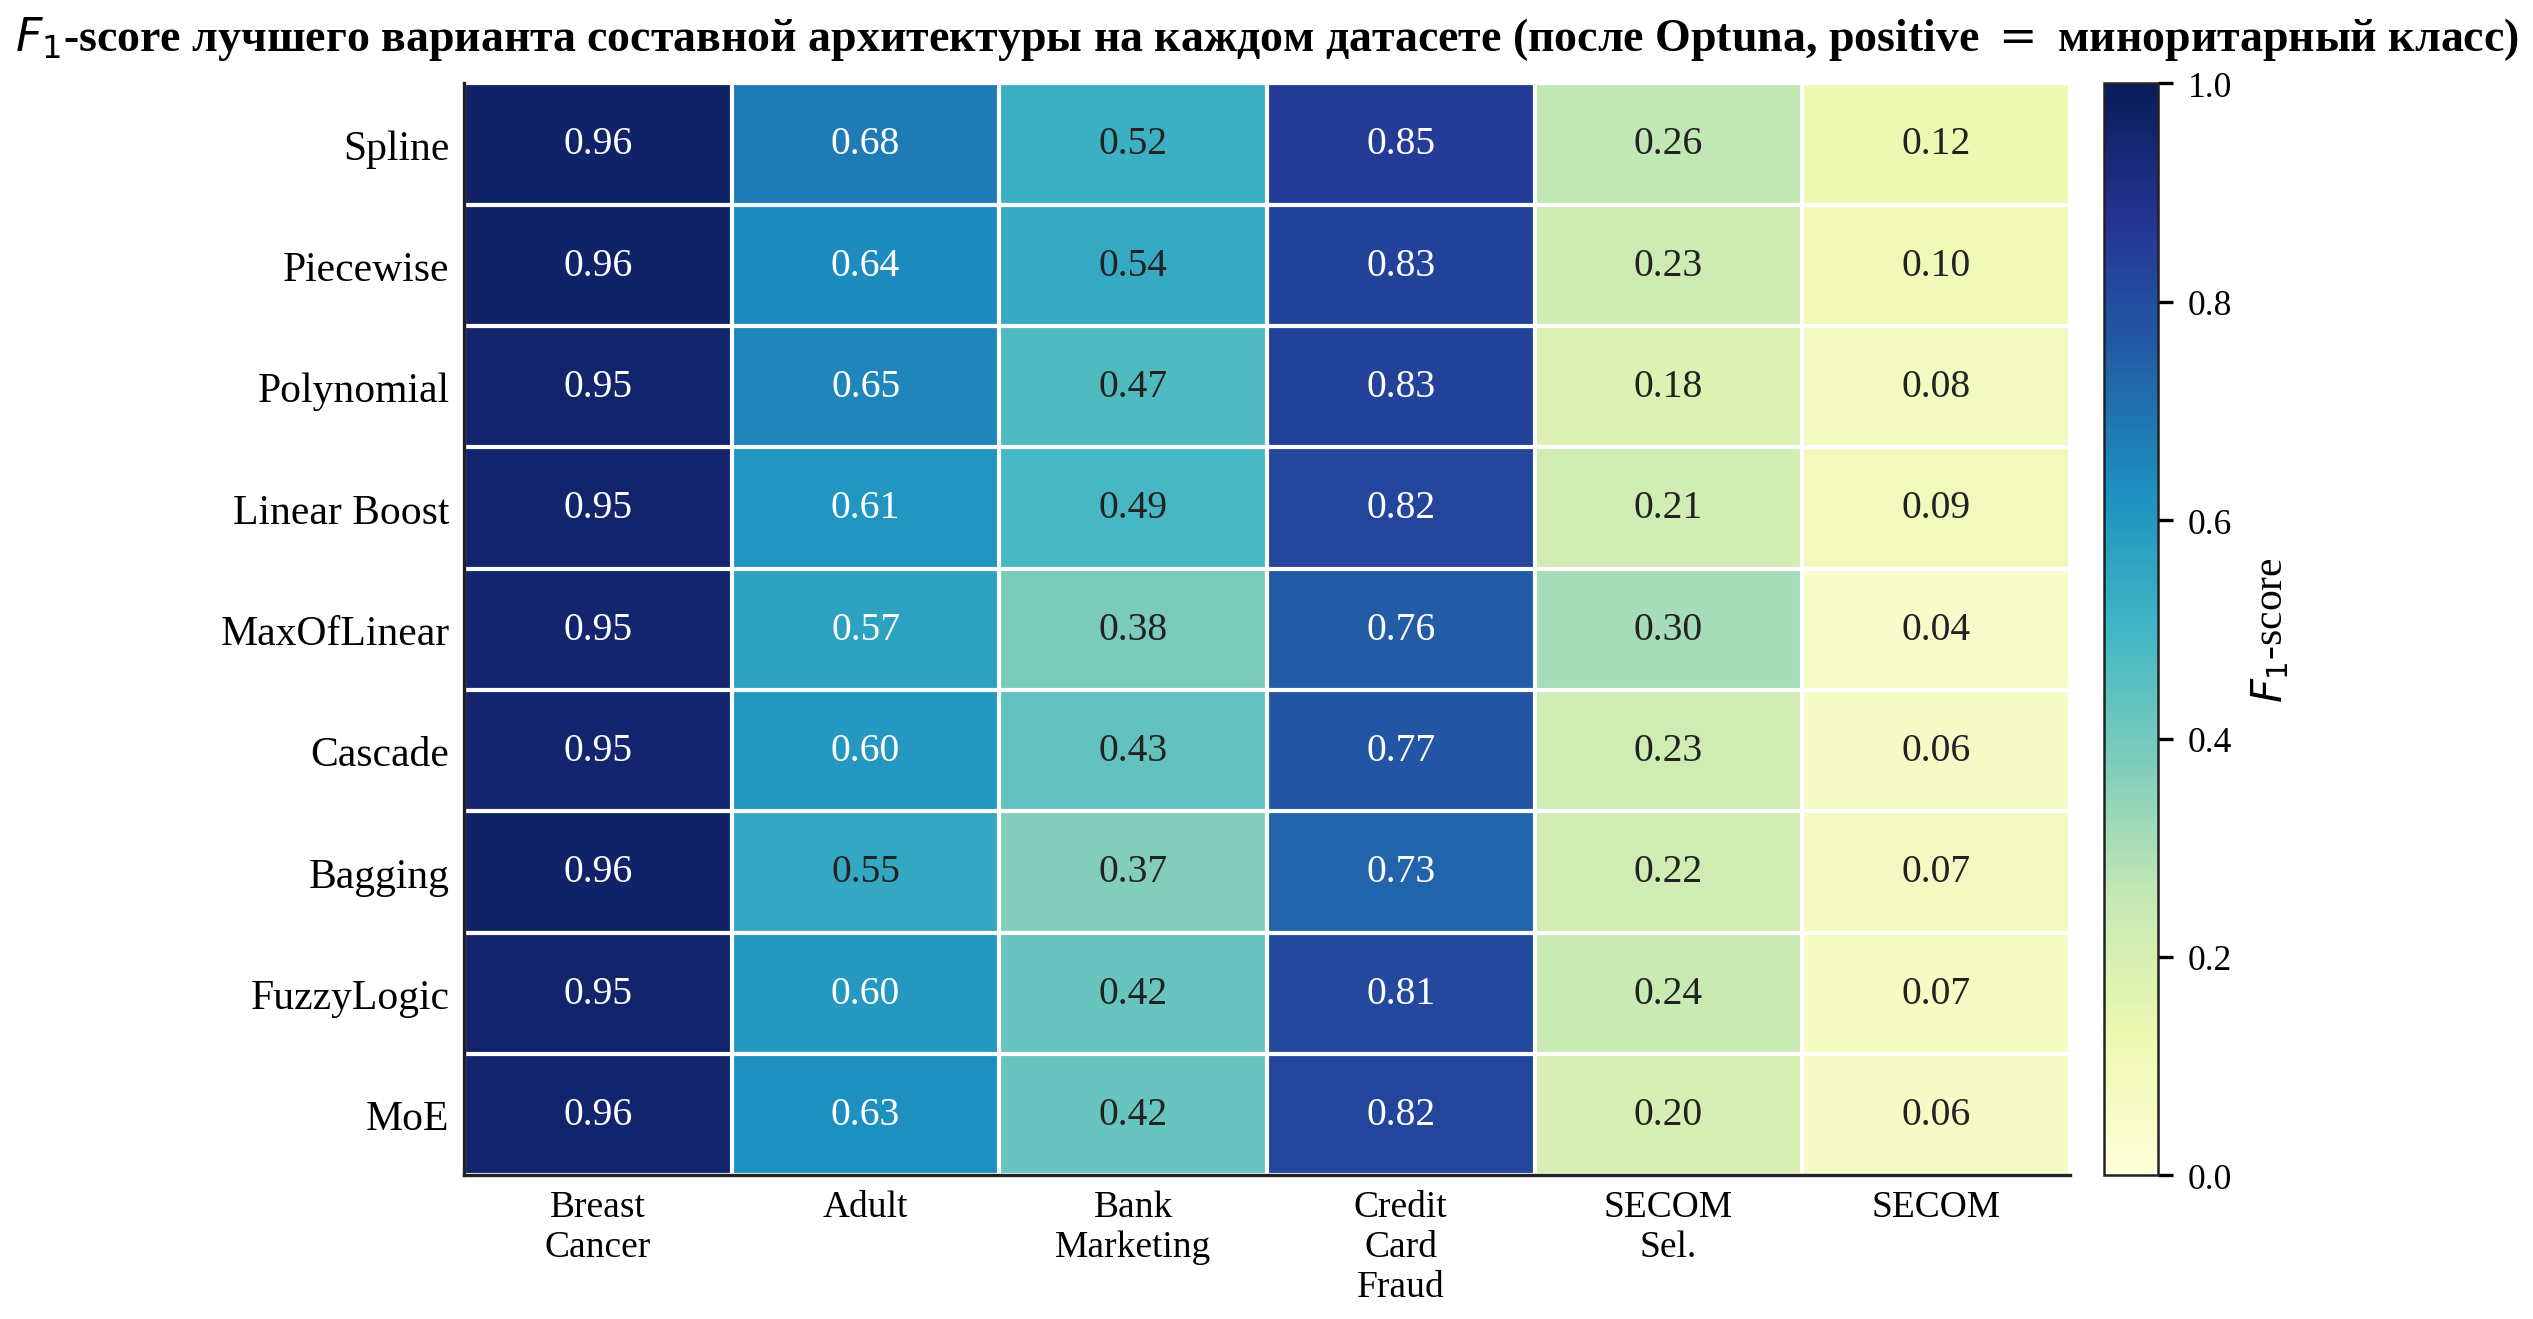 F1-score лучшего варианта составной архитектуры на каждом датасете (после Optuna, positive = миноритарный класс)
Spline 0.96 0.68 0.52 0.85 0.26 0.12
Piecewise 0.96 0.64 0.54 0.83 0.23 0.10
Polynomial 0.95 0.65 0.47 0.83 0.18 0.08
Linear Boost 0.95 0.61 0.49 0.82 0.21 0.09
MaxOfLinear 0.95 0.57 0.38 0.76 0.30 0.04
Cascade 0.95 0.60 0.43 0.77 0.23 0.06
Bagging 0.96 0.55 0.37 0.73 0.22 0.07
FuzzyLogic 0.95 0.60 0.42 0.81 0.24 0.07
MoE 0.96 0.63 0.42 0.82 0.20 0.06
Breast
Cancer
Adult
Bank
Marketing
Credit
Card
Fraud
SECOM
Sel.
SECOM
1.0
0.8
0.6
0.4
0.2
0.0
F1-score